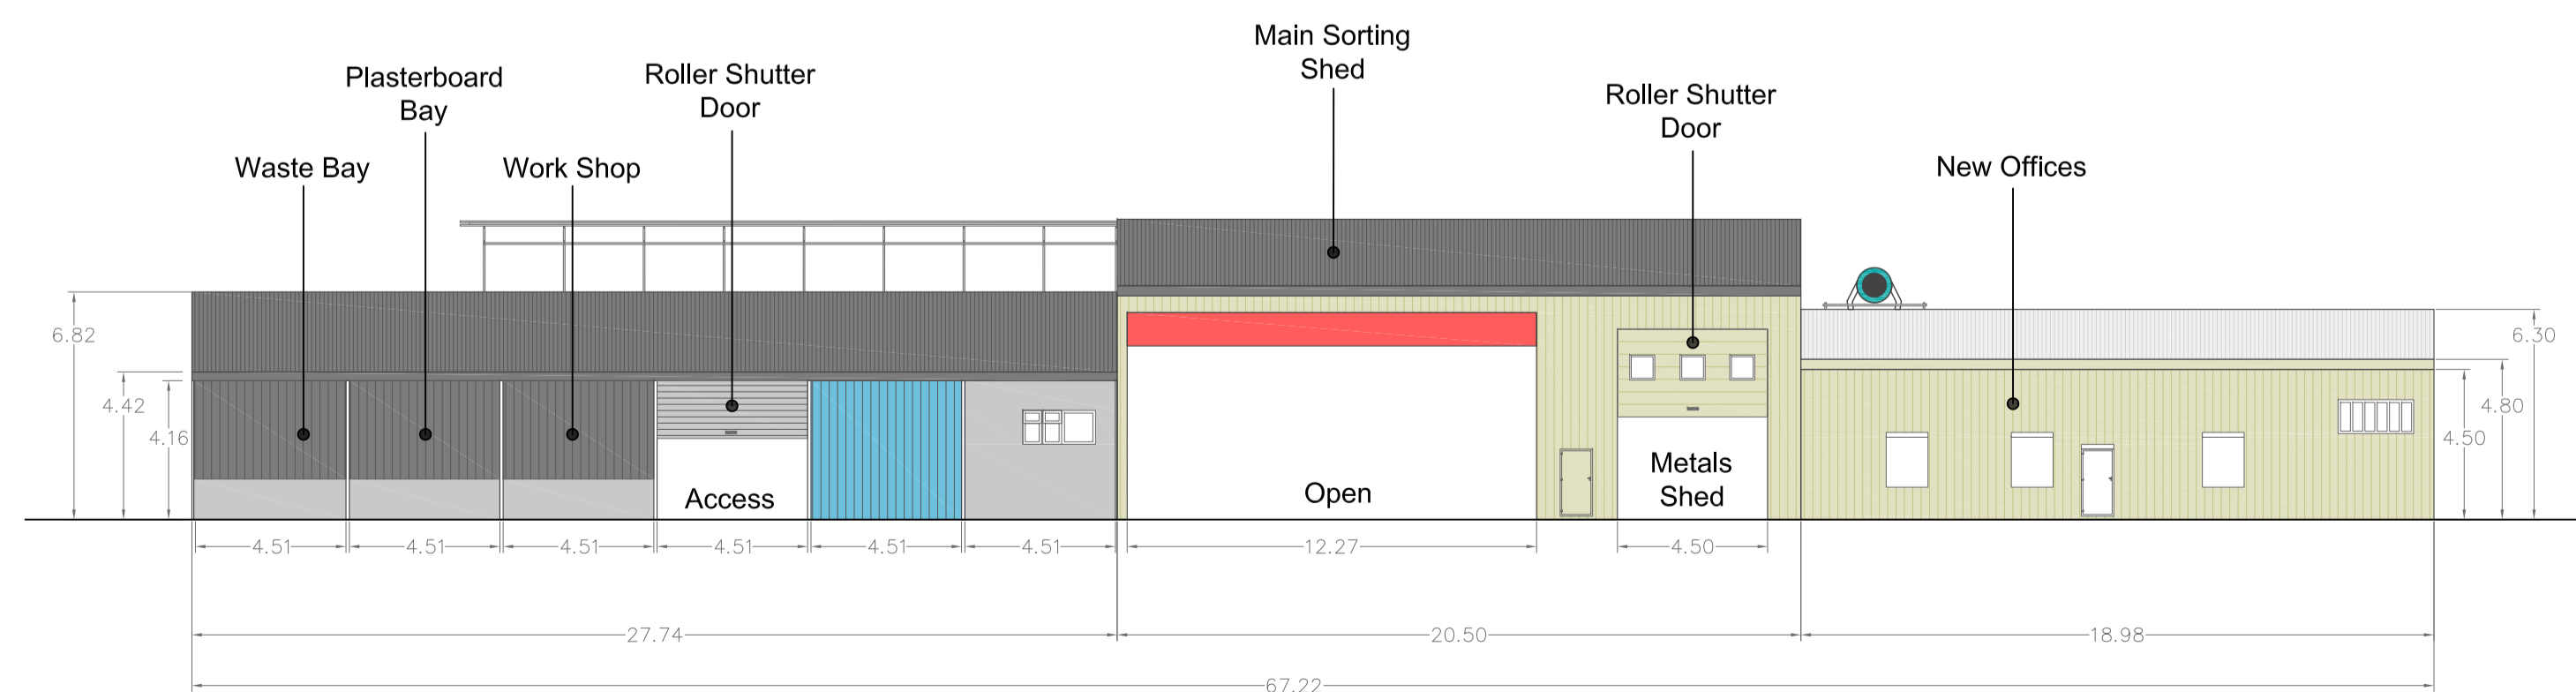 Main Sorting
Shed
Plasterboard
Bay
Roller Shutter
Door
Roller Shutter
Door
Waste Bay
Work Shop
New Offices
6.82
4.42
4.16
6.30
4.80
4.50
Access
Open
Metals
Shed
4.51
4.51
4.51
4.51
4.51
4.51
12.27
4.50
27.74
20.50
18.98
67.22